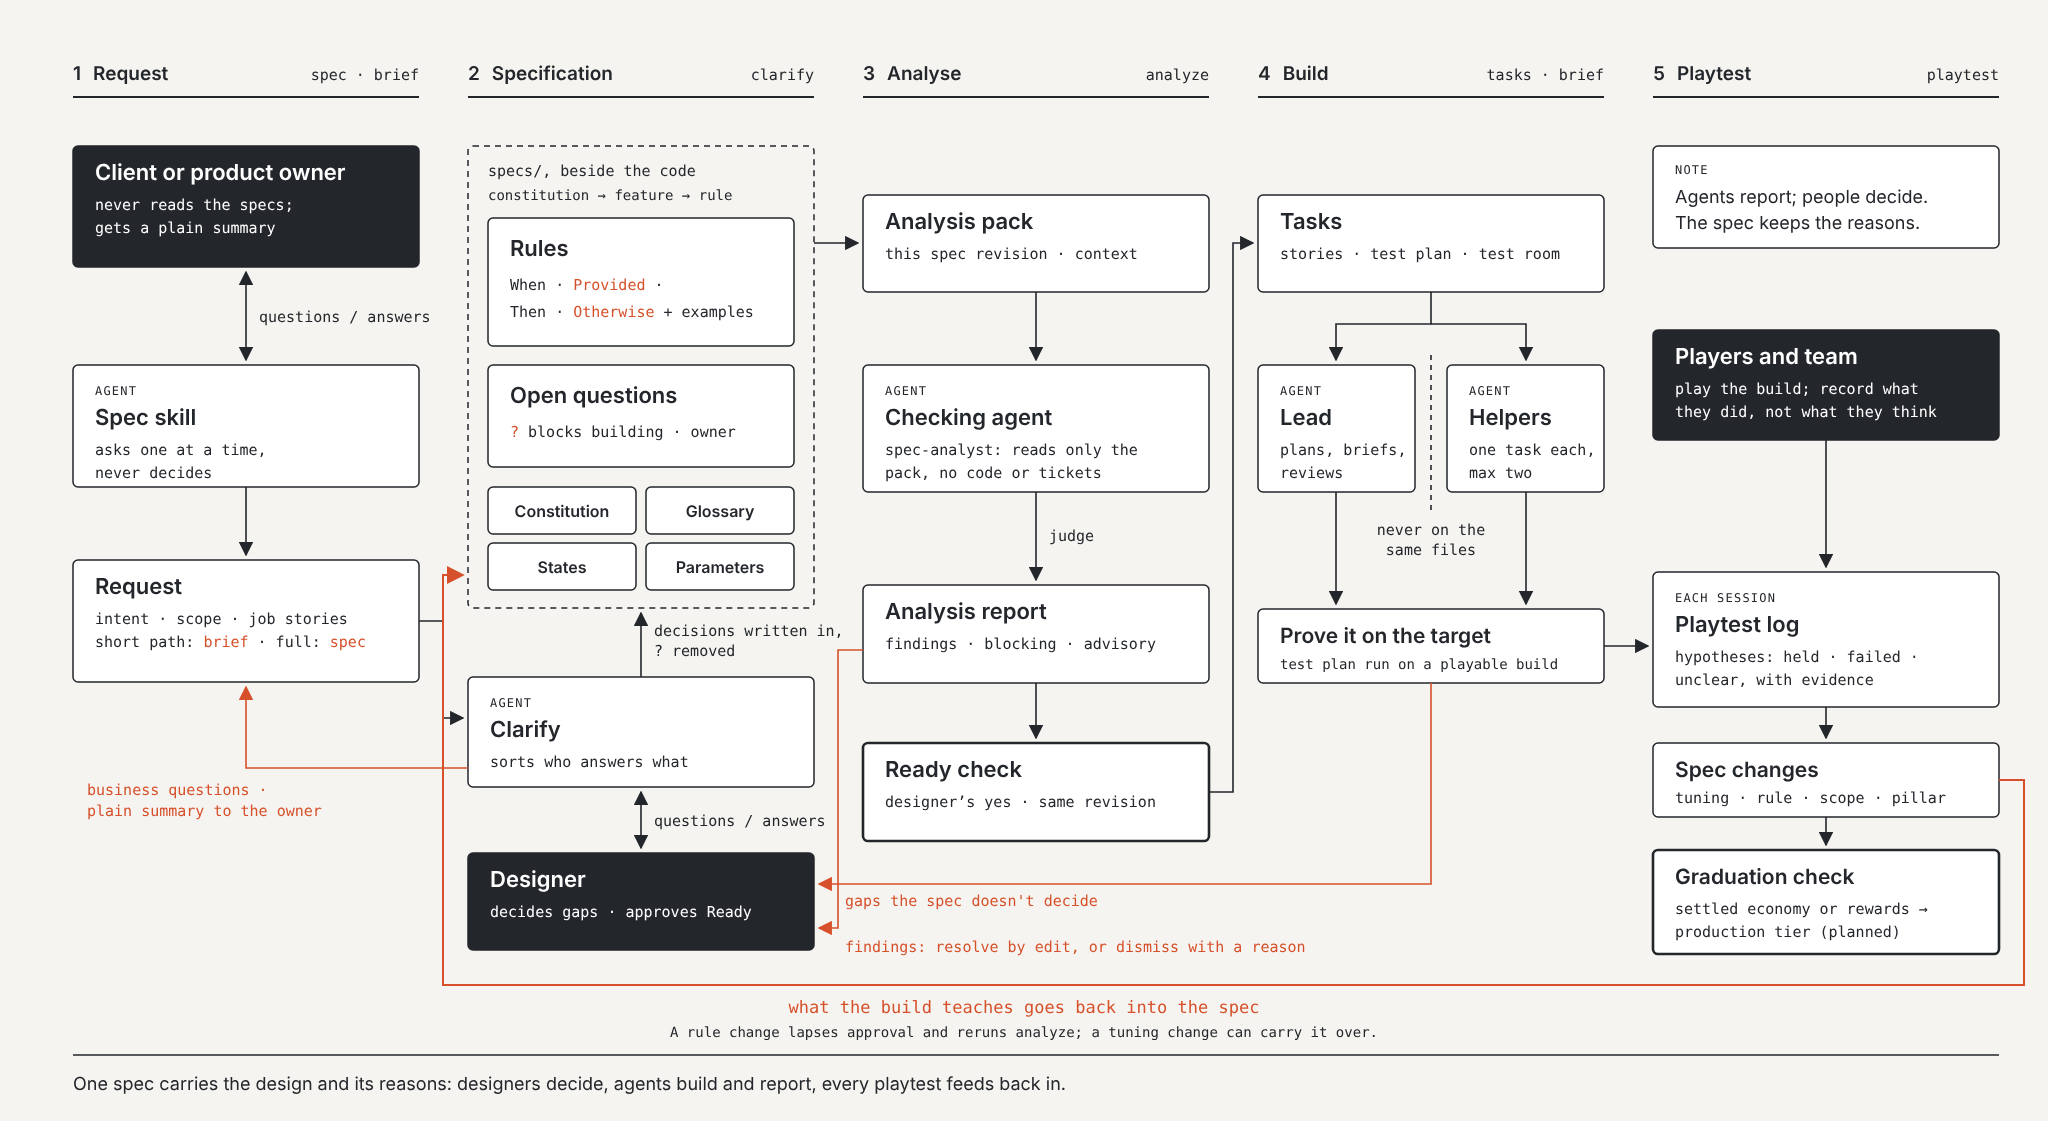 1 Request
spec · brief
2 Specification
clarify
3 Analyse
analyze
4 Build
tasks · brief
5 Playtest
playtest
Client or product owner
never reads the specs;
gets a plain summary
questions / answers
AGENT
Spec skill
asks one at a time,
never decides
Request
intent · scope · job stories
short path: brief · full: spec
business questions ·
plain summary to the owner
specs/, beside the code
constitution → feature → rule
Rules
When · Provided ·
Then · Otherwise + examples
Open questions
? blocks building · owner
Constitution
Glossary
States
Parameters
decisions written in,
? removed
AGENT
Clarify
sorts who answers what
questions / answers
Designer
decides gaps · approves Ready
Analysis pack
this spec revision · context
AGENT
Checking agent
spec-analyst: reads only the
pack, no code or tickets
judge
Analysis report
findings · blocking · advisory
Ready check
designer’s yes · same revision
gaps the spec doesn't decide
findings: resolve by edit, or dismiss with a reason
Tasks
stories · test plan · test room
AGENT
Lead
plans, briefs,
reviews
AGENT
Helpers
one task each,
max two
never on the
same files
Prove it on the target
test plan run on a playable build
NOTE
Agents report; people decide.
The spec keeps the reasons.
Players and team
play the build; record what
they did, not what they think
EACH SESSION
Playtest log
hypotheses: held · failed ·
unclear, with evidence
Spec changes
tuning · rule · scope · pillar
Graduation check
settled economy or rewards →
production tier (planned)
what the build teaches goes back into the spec
A rule change lapses approval and reruns analyze; a tuning change can carry it over.
One spec carries the design and its reasons: designers decide, agents build and report, every playtest feeds back in.